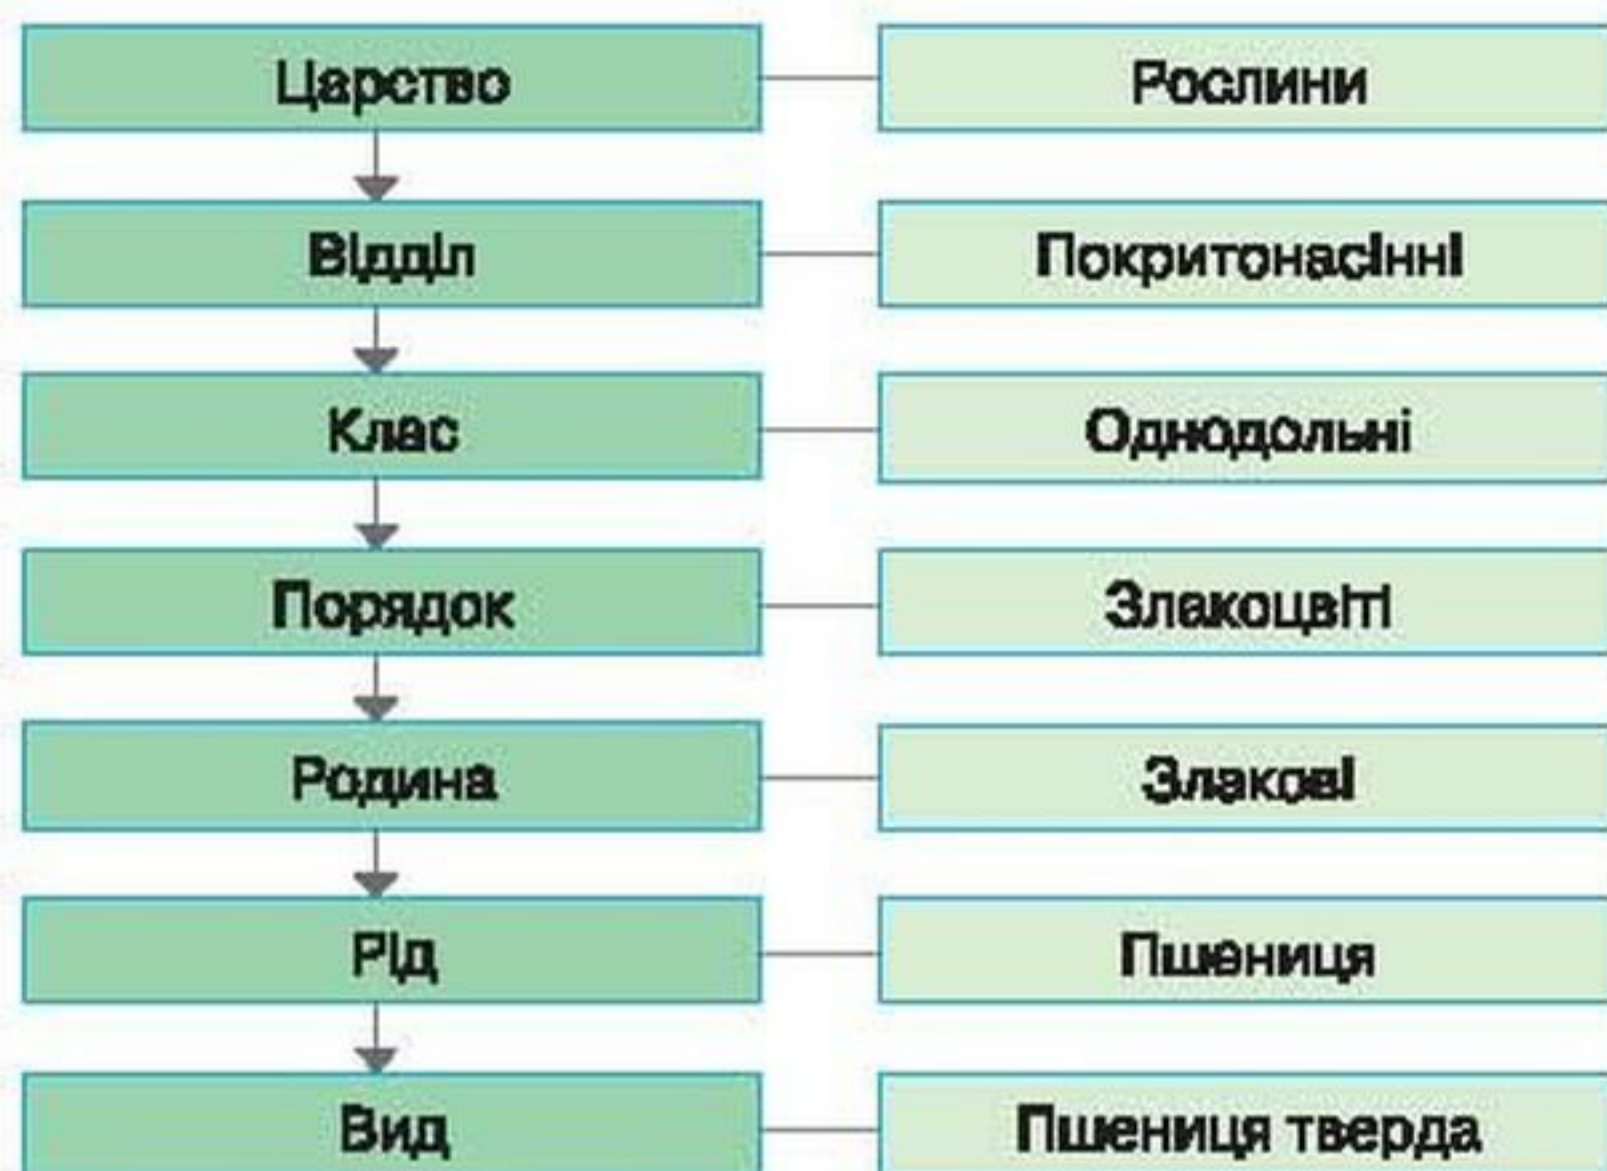 Царство
Рослини
Відділ
Покритонасінні
Клас
Однодольні
Порядок
Злакоцвіті
Родина
Злакові
Рід
Пшениця
Вид
Пшениця тверда